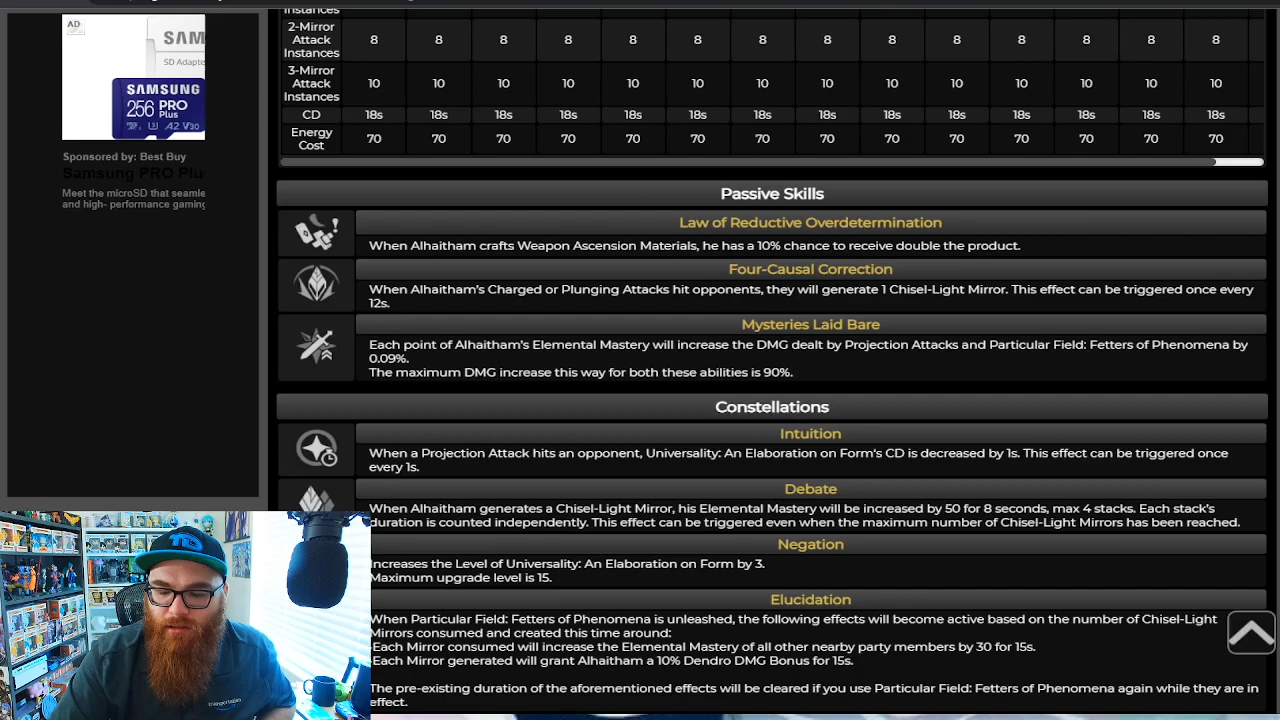 Instances
2-Mirror Attack Instances 8 8 8 8 8 8 8 8 8 8 8 8 8 8
3-Mirror Attack Instances 10 10 10 10 10 10 10 10 10 10 10 10 10 10
CD 18s 18s 18s 18s 18s 18s 18s 18s 18s 18s 18s 18s 18s 18s
Energy Cost 70 70 70 70 70 70 70 70 70 70 70 70 70 70
AD
SAM
SD Adapte
SAMSUNG
256 PRO Plus
A2 V30
Sponsored by: Best Buy
Samsung PRO Plu
Meet the microSD that seamle
and high- performance gaming
Passive Skills
Law of Reductive Overdetermination
When Alhaitham crafts Weapon Ascension Materials, he has a 10% chance to receive double the product.
Four-Causal Correction
When Alhaitham's Charged or Plunging Attacks hit opponents, they will generate 1 Chisel-Light Mirror. This effect can be triggered once every
12s.
Mysteries Laid Bare
Each point of Alhaitham's Elemental Mastery will increase the DMG dealt by Projection Attacks and Particular Field: Fetters of Phenomena by
0.09%.
The maximum DMG increase this way for both these abilities is 90%.
Constellations
Intuition
When a Projection Attack hits an opponent, Universality: An Elaboration on Form's CD is decreased by 1s. This effect can be triggered once
every 1s.
Debate
When Alhaitham generates a Chisel-Light Mirror, his Elemental Mastery will be increased by 50 for 8 seconds, max 4 stacks. Each stack's
duration is counted independently. This effect can be triggered even when the maximum number of Chisel-Light Mirrors has been reached.
Negation
Increases the Level of Universality: An Elaboration on Form by 3.
Maximum upgrade level is 15.
Elucidation
When Particular Field: Fetters of Phenomena is unleashed, the following effects will become active based on the number of Chisel-Light
Mirrors consumed and created this time around:
Each Mirror consumed will increase the Elemental Mastery of all other nearby party members by 30 for 15s.
Each Mirror generated will grant Alhaitham a 10% Dendro DMG Bonus for 15s.
The pre-existing duration of the aforementioned effects will be cleared if you use Particular Field: Fetters of Phenomena again while they are in
effect.